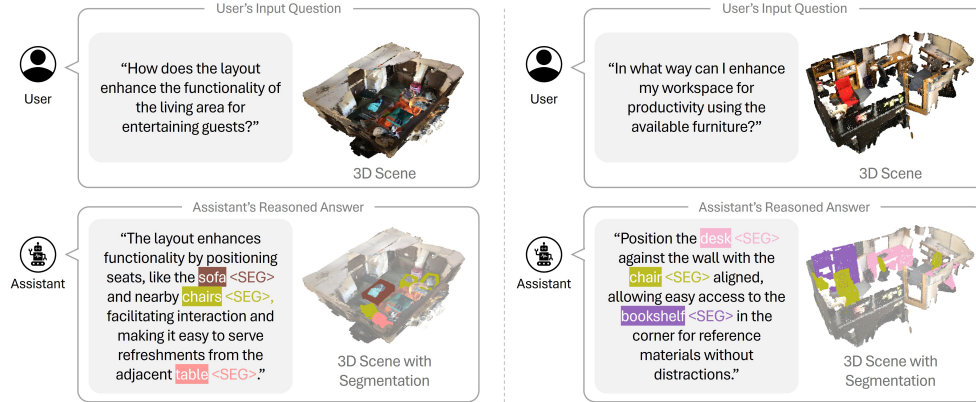 User's Input Question
User
“How does the layout
enhance the functionality of
the living area for
entertaining guests?”
3D Scene
Assistant's Reasoned Answer
Assistant
“The layout enhances
functionality by positioning
seats, like the sofa <SEG>
and nearby chairs <SEG>,
facilitating interaction and
making it easy to serve
refreshments from the
adjacent table <SEG>.”
3D Scene with
Segmentation
User's Input Question
User
“In what way can I enhance
my workspace for
productivity using the
available furniture?”
3D Scene
Assistant's Reasoned Answer
Assistant
“Position the desk <SEG>
against the wall with the
chair <SEG> aligned,
allowing easy access to the
bookshelf <SEG> in the
corner for reference
materials without
distractions.”
3D Scene with
Segmentation